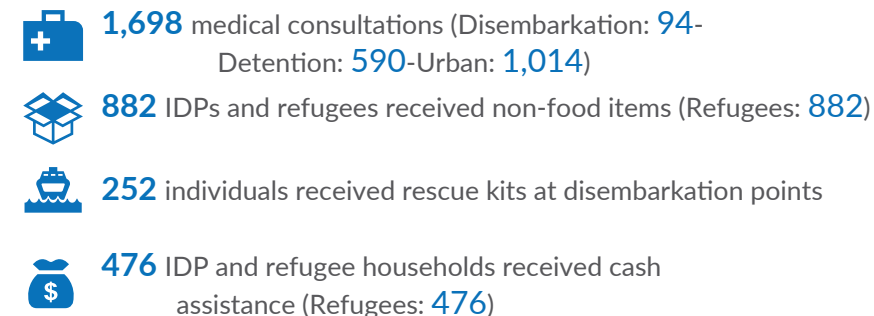 1,698 medical consultations (Disembarkation: 94-
Detention: 590-Urban: 1,014)
882 IDPs and refugees received non-food items (Refugees: 882)
252 individuals received rescue kits at disembarkation points
476 IDP and refugee households received cash
$
assistance (Refugees: 476)